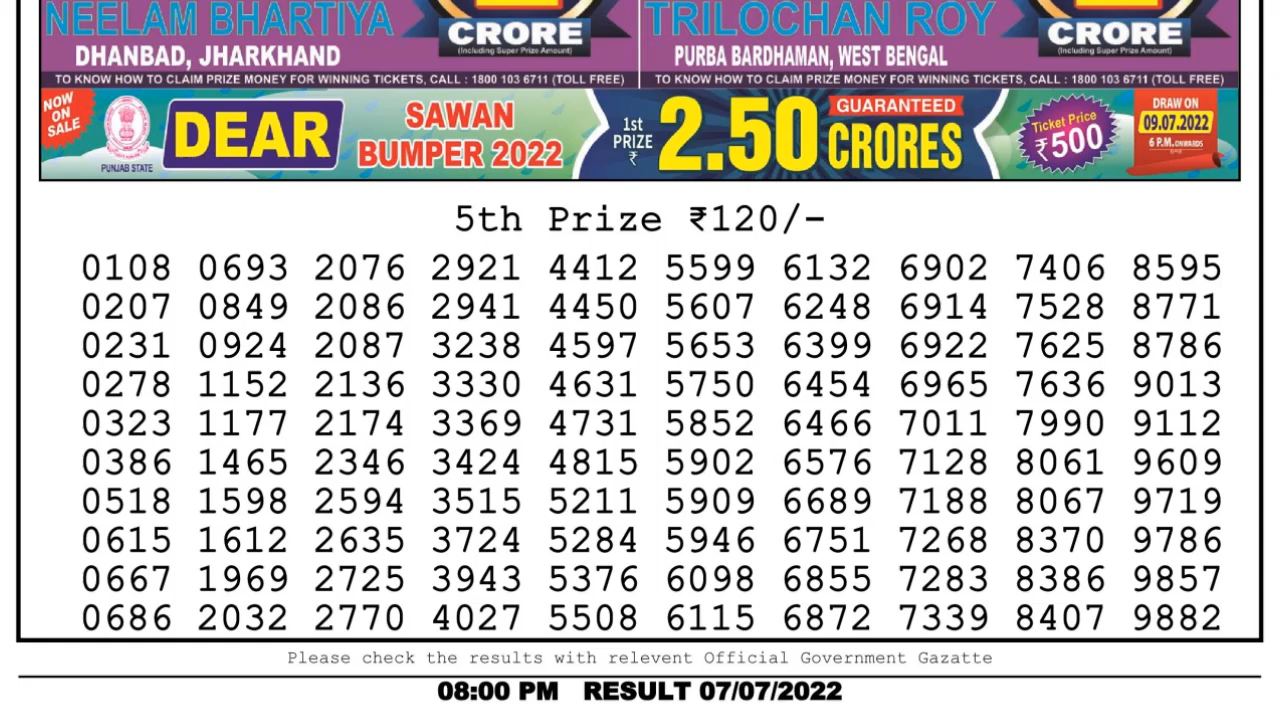 NEELAM BHARTIYA
DHANBAD, JHARKHAND
CRORE
(Including Super Prize Amount)
TRILOCHAN ROY
PURBA BARDHAMAN, WEST BENGAL
CRORE
(Including Super Prize Amount)
TO KNOW HOW TO CLAIM PRIZE MONEY FOR WINNING TICKETS, CALL : 1800 103 6711 (TOLL FREE)
TO KNOW HOW TO CLAIM PRIZE MONEY FOR WINNING TICKETS, CALL : 1800 103 6711 (TOLL FREE)
NOW
ON
SALE
PUNJAB STATE
DEAR
SAWAN
BUMPER 2022
1st
PRIZE
₹
2.50
GUARANTEED
CRORES
Ticket Price
₹500
DRAW ON
09.07.2022
6 P.M. ONWARDS
5th Prize ₹120/-
0108 0693 2076 2921 4412 5599 6132 6902 7406 8595
0207 0849 2086 2941 4450 5607 6248 6914 7528 8771
0231 0924 2087 3238 4597 5653 6399 6922 7625 8786
0278 1152 2136 3330 4631 5750 6454 6965 7636 9013
0323 1177 2174 3369 4731 5852 6466 7011 7990 9112
0386 1465 2346 3424 4815 5902 6576 7128 8061 9609
0518 1598 2594 3515 5211 5909 6689 7188 8067 9719
0615 1612 2635 3724 5284 5946 6751 7268 8370 9786
0667 1969 2725 3943 5376 6098 6855 7283 8386 9857
0686 2032 2770 4027 5508 6115 6872 7339 8407 9882
Please check the results with relevent Official Government Gazatte
08:00 PM RESULT 07/07/2022